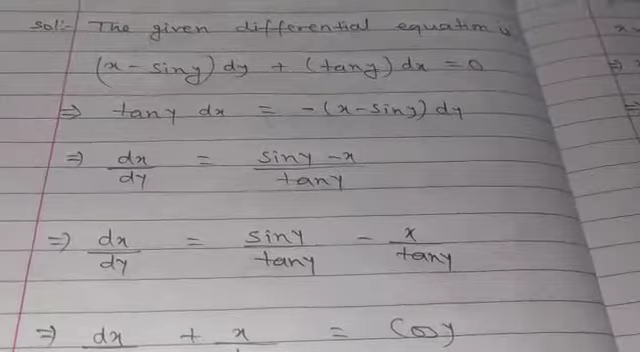 Sol:- The given differential equation is
(x - siny) dy + (tany) dx = 0
⇒ tany dx = -(x - siny) dy
⇒ dx/dy = (siny - x)/tany
⇒ dx/dy = siny/tany - x/tany
⇒ dx + x = Cosy